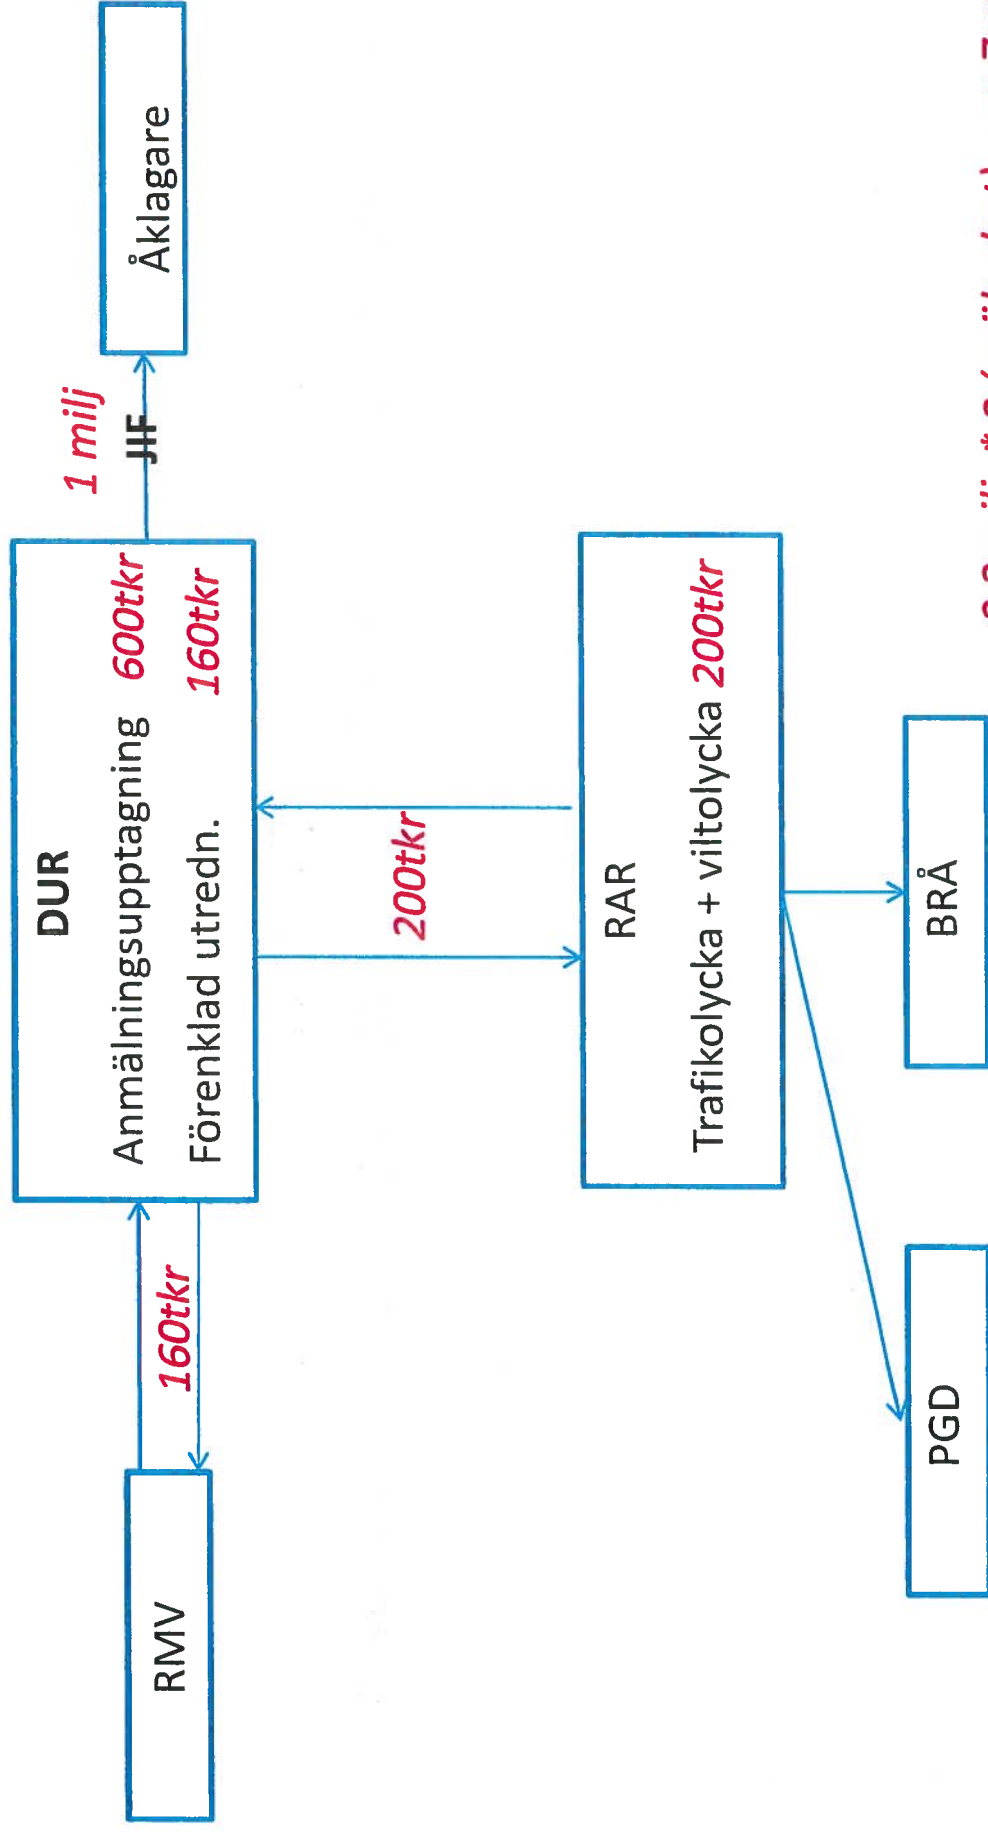 DUR
Anmälningsupptagning 600tkr
Förenklad utredn. 160tkr
1 milj
JIF
Åklagare
160tkr
RMV
200tkr
RAR
Trafikolycka + viltolycka 200tkr
PGD
BRÅ